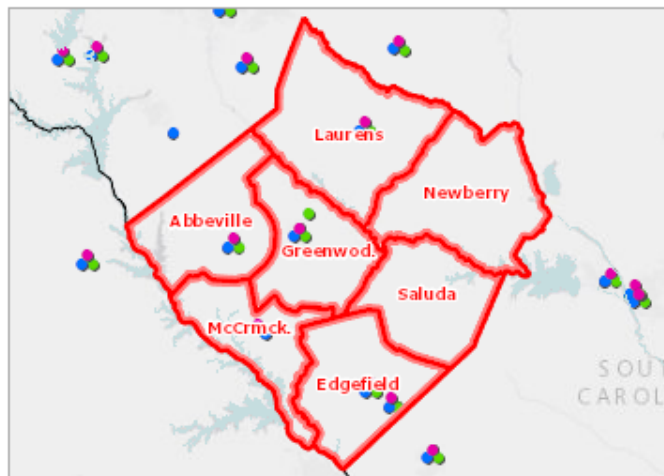 Laurens
Newberry
Abbeville
Greenwod.
Saluda
McCrmck.
Edgefield
SOUT
CAROL